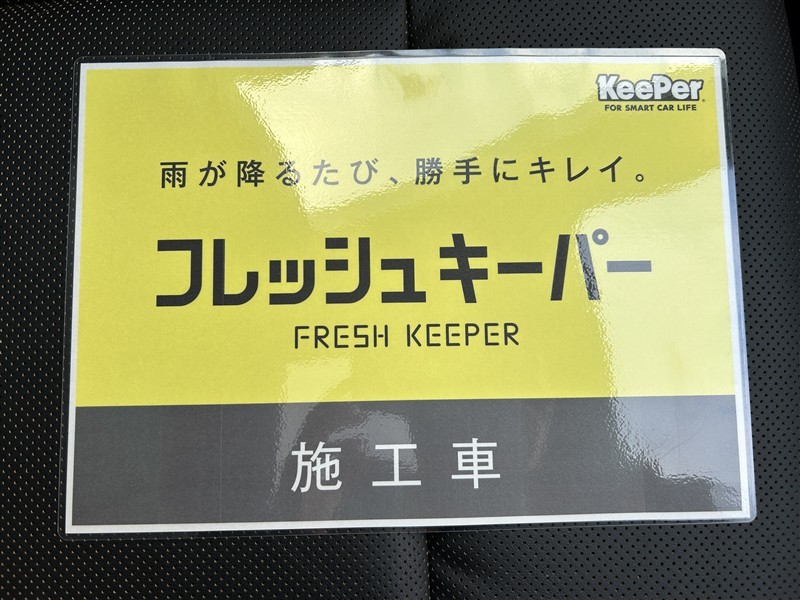 KeePer
FOR SMART CAR LIFE
雨が降るたび、勝手にキレイ。
フレッシュキーパー
FRESH KEEPER
施工車